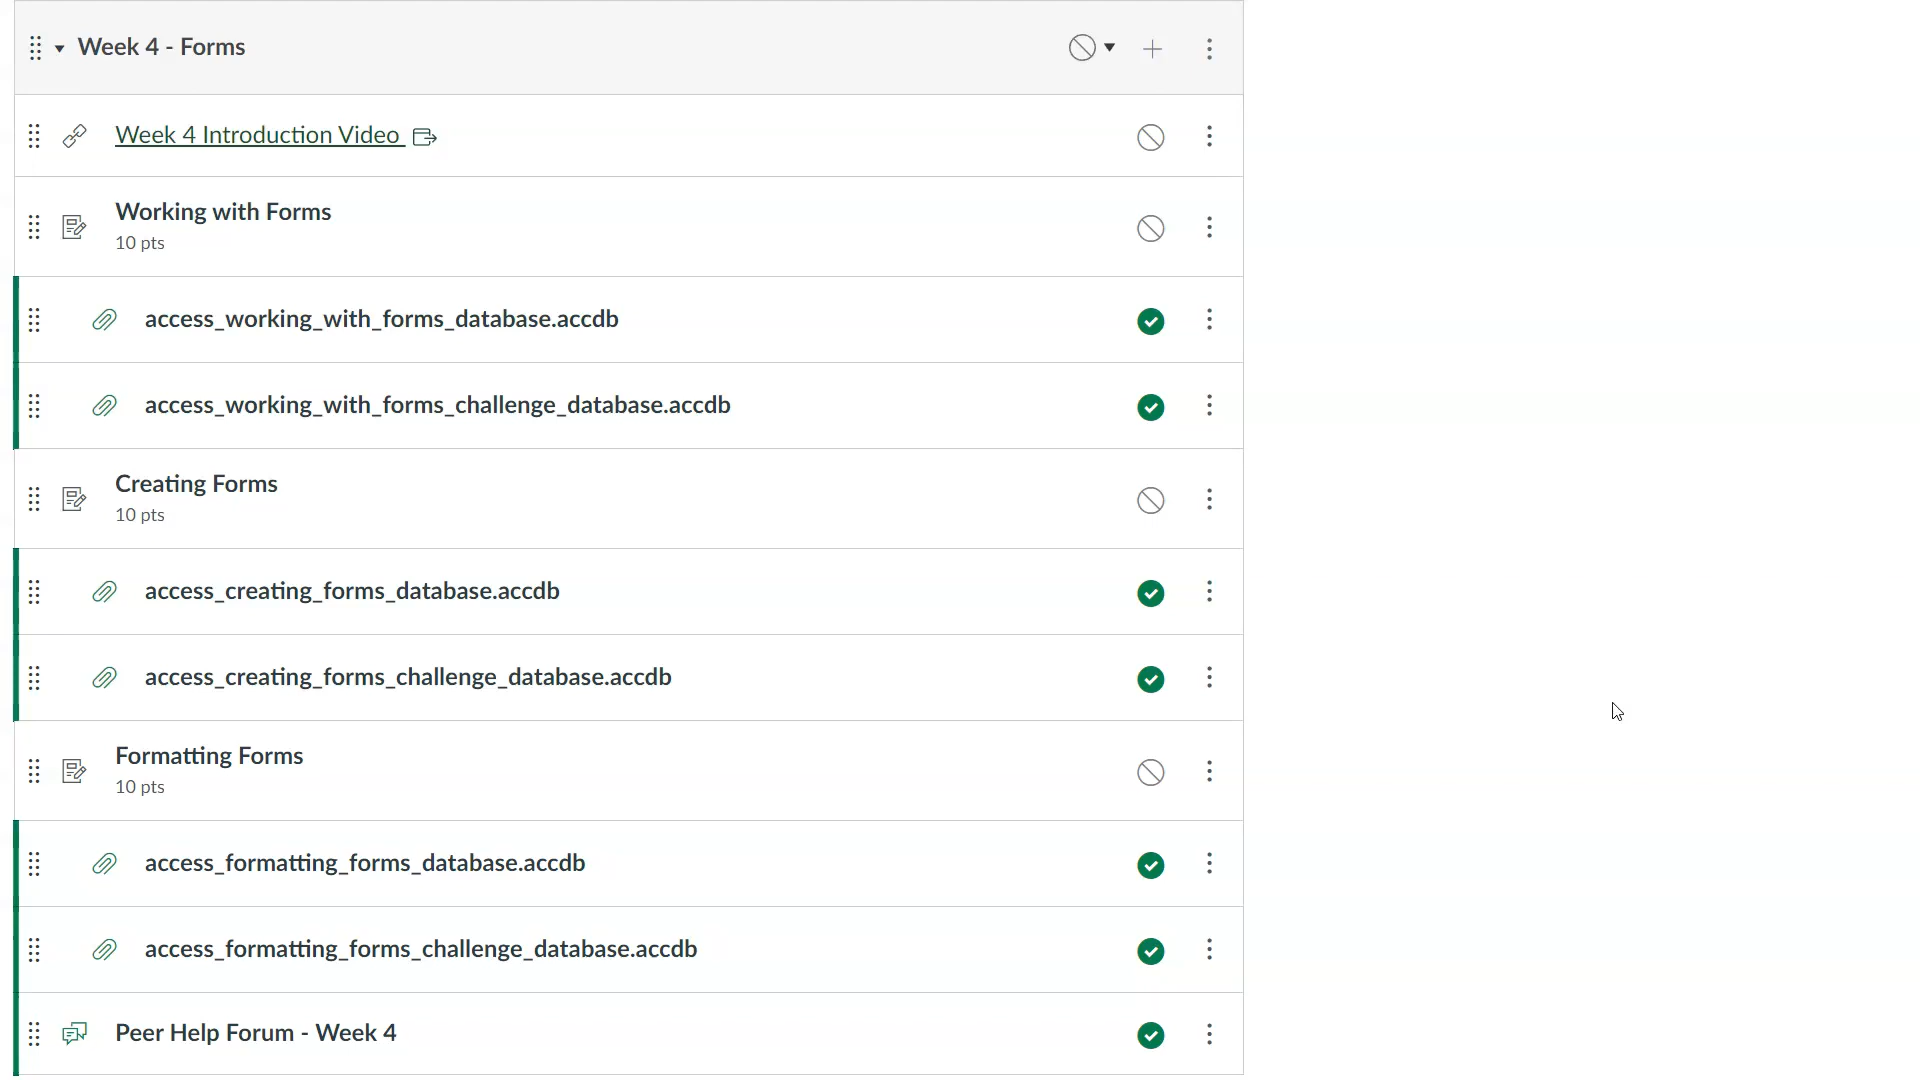 Week 4 - Forms
Week 4 Introduction Video
Working with Forms
10 pts
access_working_with_forms_database.accdb
access_working_with_forms_challenge_database.accdb
Creating Forms
10 pts
access_creating_forms_database.accdb
access_creating_forms_challenge_database.accdb
Formatting Forms
10 pts
access_formatting_forms_database.accdb
access_formatting_forms_challenge_database.accdb
Peer Help Forum - Week 4